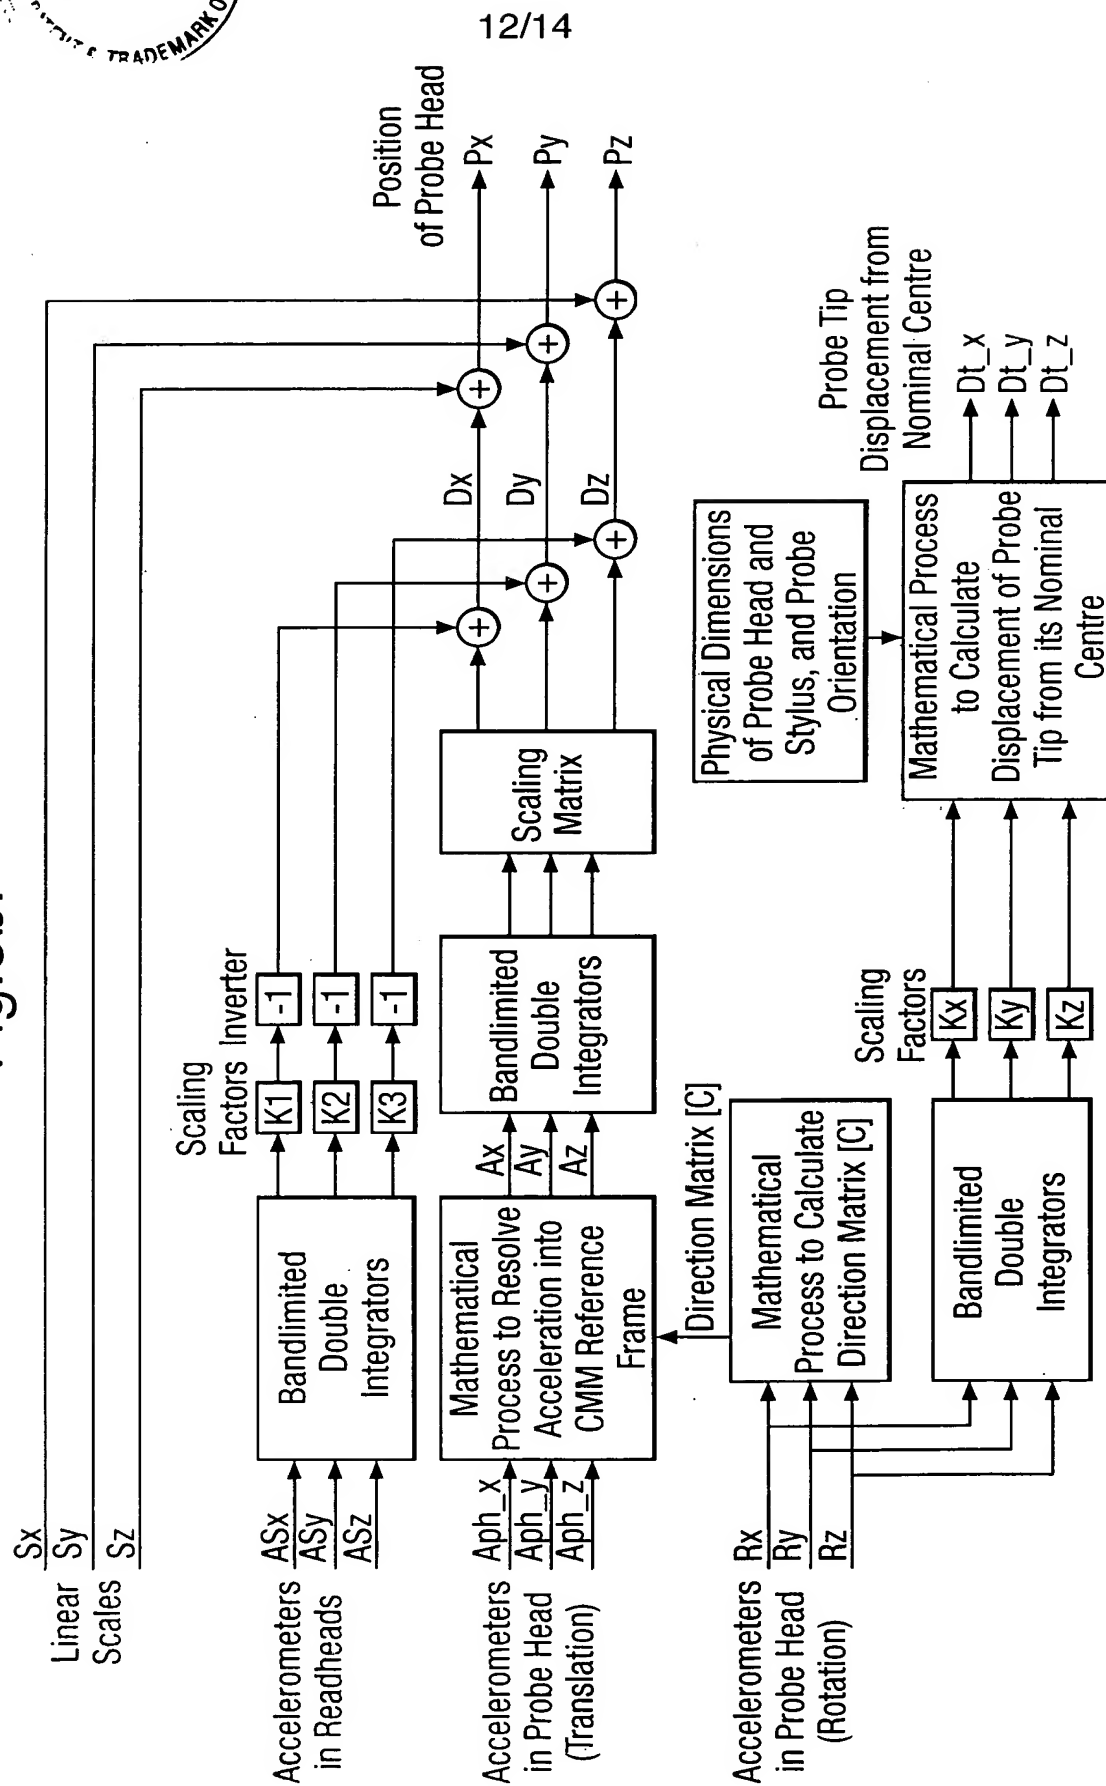 12/14
TRADEMARK
Sx
Sy
Sz
Linear
Scales
Position
of Probe Head
Px
Py
Pz
Accelerometers
in Readheads
ASx
ASy
ASz
Bandlimited
Double
Integrators
Scaling
Factors
K1
K2
K3
Inverter
-1
-1
-1
Accelerometers
in Probe Head
(Translation)
Aph_x
Aph_y
Aph_z
Mathematical
Process to Resolve
Acceleration into
CMM Reference
Frame
Ax
Ay
Az
Bandlimited
Double
Integrators
Scaling
Matrix
+
+
+
Dx
Dy
Dz
+
+
+
Direction Matrix [C]
Accelerometers
in Probe Head
(Rotation)
Rx
Ry
Rz
Mathematical
Process to Calculate
Direction Matrix [C]
Bandlimited
Double
Integrators
Scaling
Factors
Kx
Ky
Kz
Physical Dimensions
of Probe Head and
Stylus, and Probe
Orientation
Mathematical Process
to Calculate
Displacement of Probe
Tip from its Nominal
Centre
Probe Tip
Displacement from
Nominal Centre
Dt_x
Dt_y
Dt_z